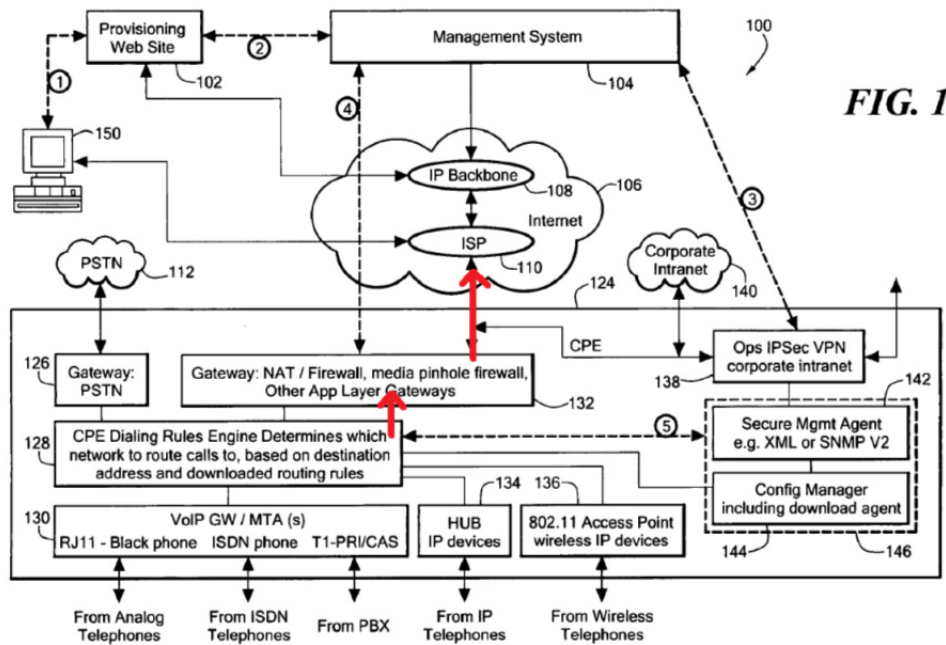 Provisioning
Web Site
102
2
Management System
104
100
FIG. 1
1
150
4
3
IP Backbone
108
106
Internet
ISP
110
PSTN
112
Corporate
Intranet
140
124
CPE
126
Gateway:
PSTN
Gateway: NAT / Firewall, media pinhole firewall,
Other App Layer Gateways
132
Ops IPSec VPN
corporate intranet
138
142
128
CPE Dialing Rules Engine Determines which
network to route calls to, based on destination
address and downloaded routing rules
5
Secure Mgmt Agent
e.g. XML or SNMP V2
Config Manager
including download agent
144
146
130
VoIP GW / MTA (s)
RJ11 - Black phone ISDN phone T1-PRI/CAS
134
HUB
IP devices
136
802.11 Access Point
wireless IP devices
From Analog
Telephones
From ISDN
Telephones
From PBX
From IP
Telephones
From Wireless
Telephones